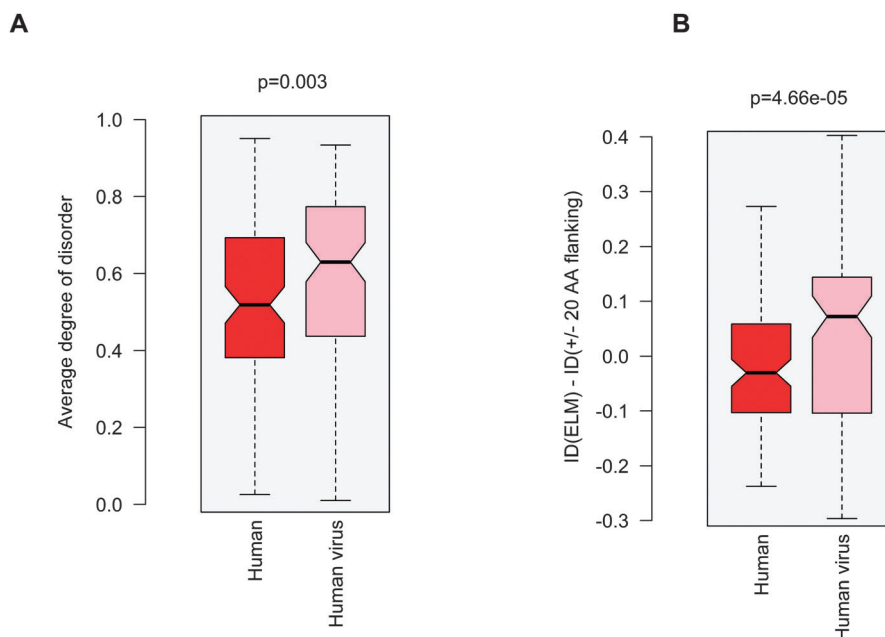 A
p=0.003
Average degree of disorder
1.0
0.8
0.6
0.4
0.2
0.0
Human
Human virus
B
p=4.66e-05
ID(ELM) - ID(+/- 20 AA flanking)
0.4
0.3
0.2
0.1
0.0
-0.1
-0.2
-0.3
Human
Human virus